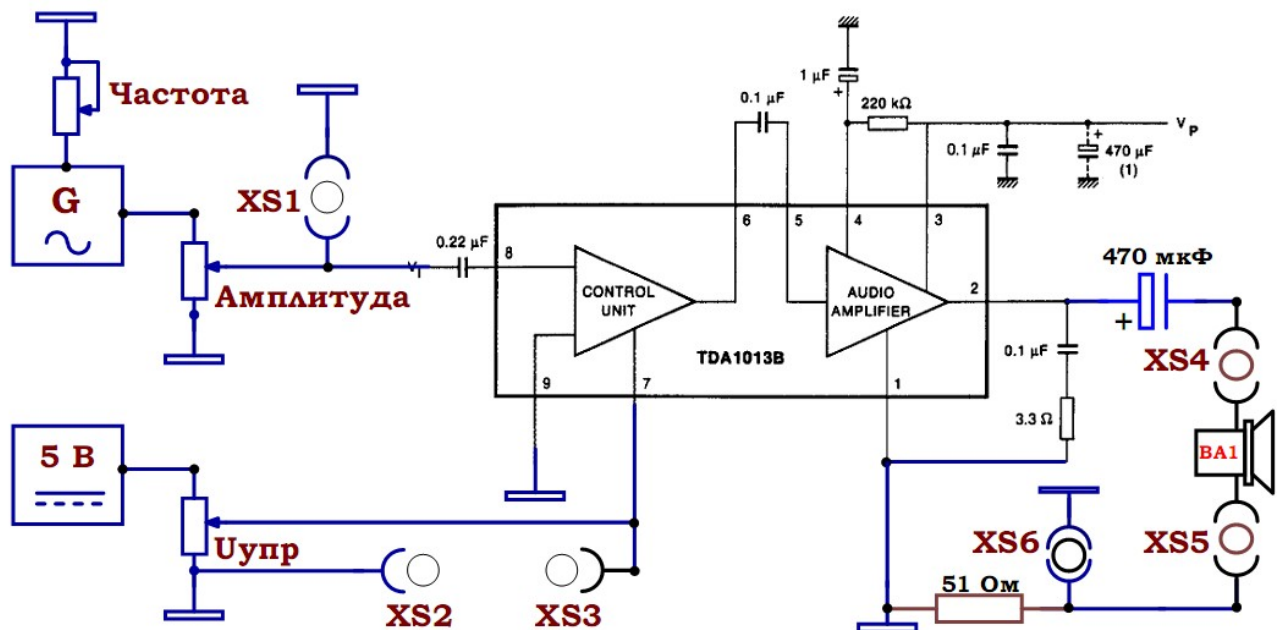 Частота
G
XS1
Амплитуда
0.22 µF
8
CONTROL
UNIT
9
7
TDA1013B
0.1 µF
6
5
1 µF
+
220 kΩ
4
3
0.1 µF
+
470 µF
(1)
V P
AUDIO
AMPLIFIER
2
1
0.1 µF
3.3 Ω
470 мкФ
+
XS4
BA1
XS5
XS6
51 Ом
5 В
Uупр
XS2
XS3